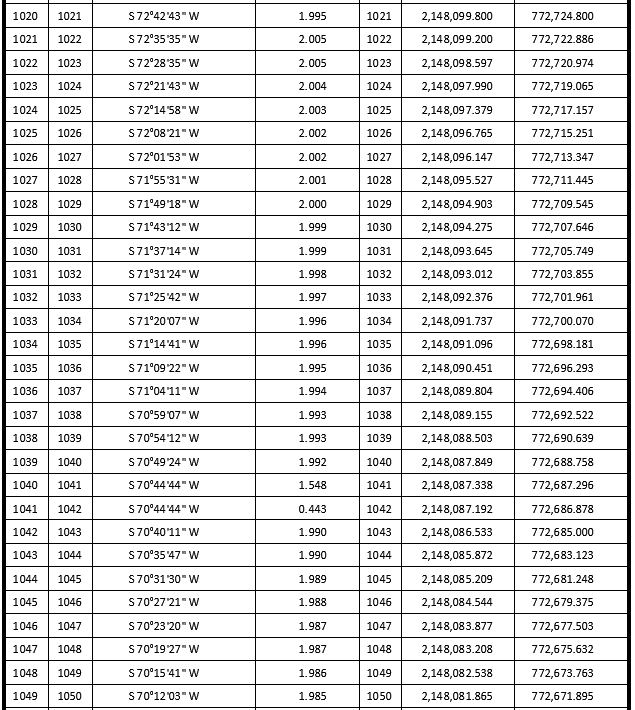 1020 1021 S 72°42'43" W 1.995 1021 2,148,099.800 772,724.800
1021 1022 S 72°35'35" W 2.005 1022 2,148,099.200 772,722.886
1022 1023 S 72°28'35" W 2.005 1023 2,148,098.597 772,720.974
1023 1024 S 72°21'43" W 2.004 1024 2,148,097.990 772,719.065
1024 1025 S 72°14'58" W 2.003 1025 2,148,097.379 772,717.157
1025 1026 S 72°08'21" W 2.002 1026 2,148,096.765 772,715.251
1026 1027 S 72°01'53" W 2.002 1027 2,148,096.147 772,713.347
1027 1028 S 71°55'31" W 2.001 1028 2,148,095.527 772,711.445
1028 1029 S 71°49'18" W 2.000 1029 2,148,094.903 772,709.545
1029 1030 S 71°43'12" W 1.999 1030 2,148,094.275 772,707.646
1030 1031 S 71°37'14" W 1.999 1031 2,148,093.645 772,705.749
1031 1032 S 71°31'24" W 1.998 1032 2,148,093.012 772,703.855
1032 1033 S 71°25'42" W 1.997 1033 2,148,092.376 772,701.961
1033 1034 S 71°20'07" W 1.996 1034 2,148,091.737 772,700.070
1034 1035 S 71°14'41" W 1.996 1035 2,148,091.096 772,698.181
1035 1036 S 71°09'22" W 1.995 1036 2,148,090.451 772,696.293
1036 1037 S 71°04'11" W 1.994 1037 2,148,089.804 772,694.406
1037 1038 S 70°59'07" W 1.993 1038 2,148,089.155 772,692.522
1038 1039 S 70°54'12" W 1.993 1039 2,148,088.503 772,690.639
1039 1040 S 70°49'24" W 1.992 1040 2,148,087.849 772,688.758
1040 1041 S 70°44'44" W 1.548 1041 2,148,087.338 772,687.296
1041 1042 S 70°44'44" W 0.443 1042 2,148,087.192 772,686.878
1042 1043 S 70°40'11" W 1.990 1043 2,148,086.533 772,685.000
1043 1044 S 70°35'47" W 1.990 1044 2,148,085.872 772,683.123
1044 1045 S 70°31'30" W 1.989 1045 2,148,085.209 772,681.248
1045 1046 S 70°27'21" W 1.988 1046 2,148,084.544 772,679.375
1046 1047 S 70°23'20" W 1.987 1047 2,148,083.877 772,677.503
1047 1048 S 70°19'27" W 1.987 1048 2,148,083.208 772,675.632
1048 1049 S 70°15'41" W 1.986 1049 2,148,082.538 772,673.763
1049 1050 S 70°12'03" W 1.985 1050 2,148,081.865 772,671.895